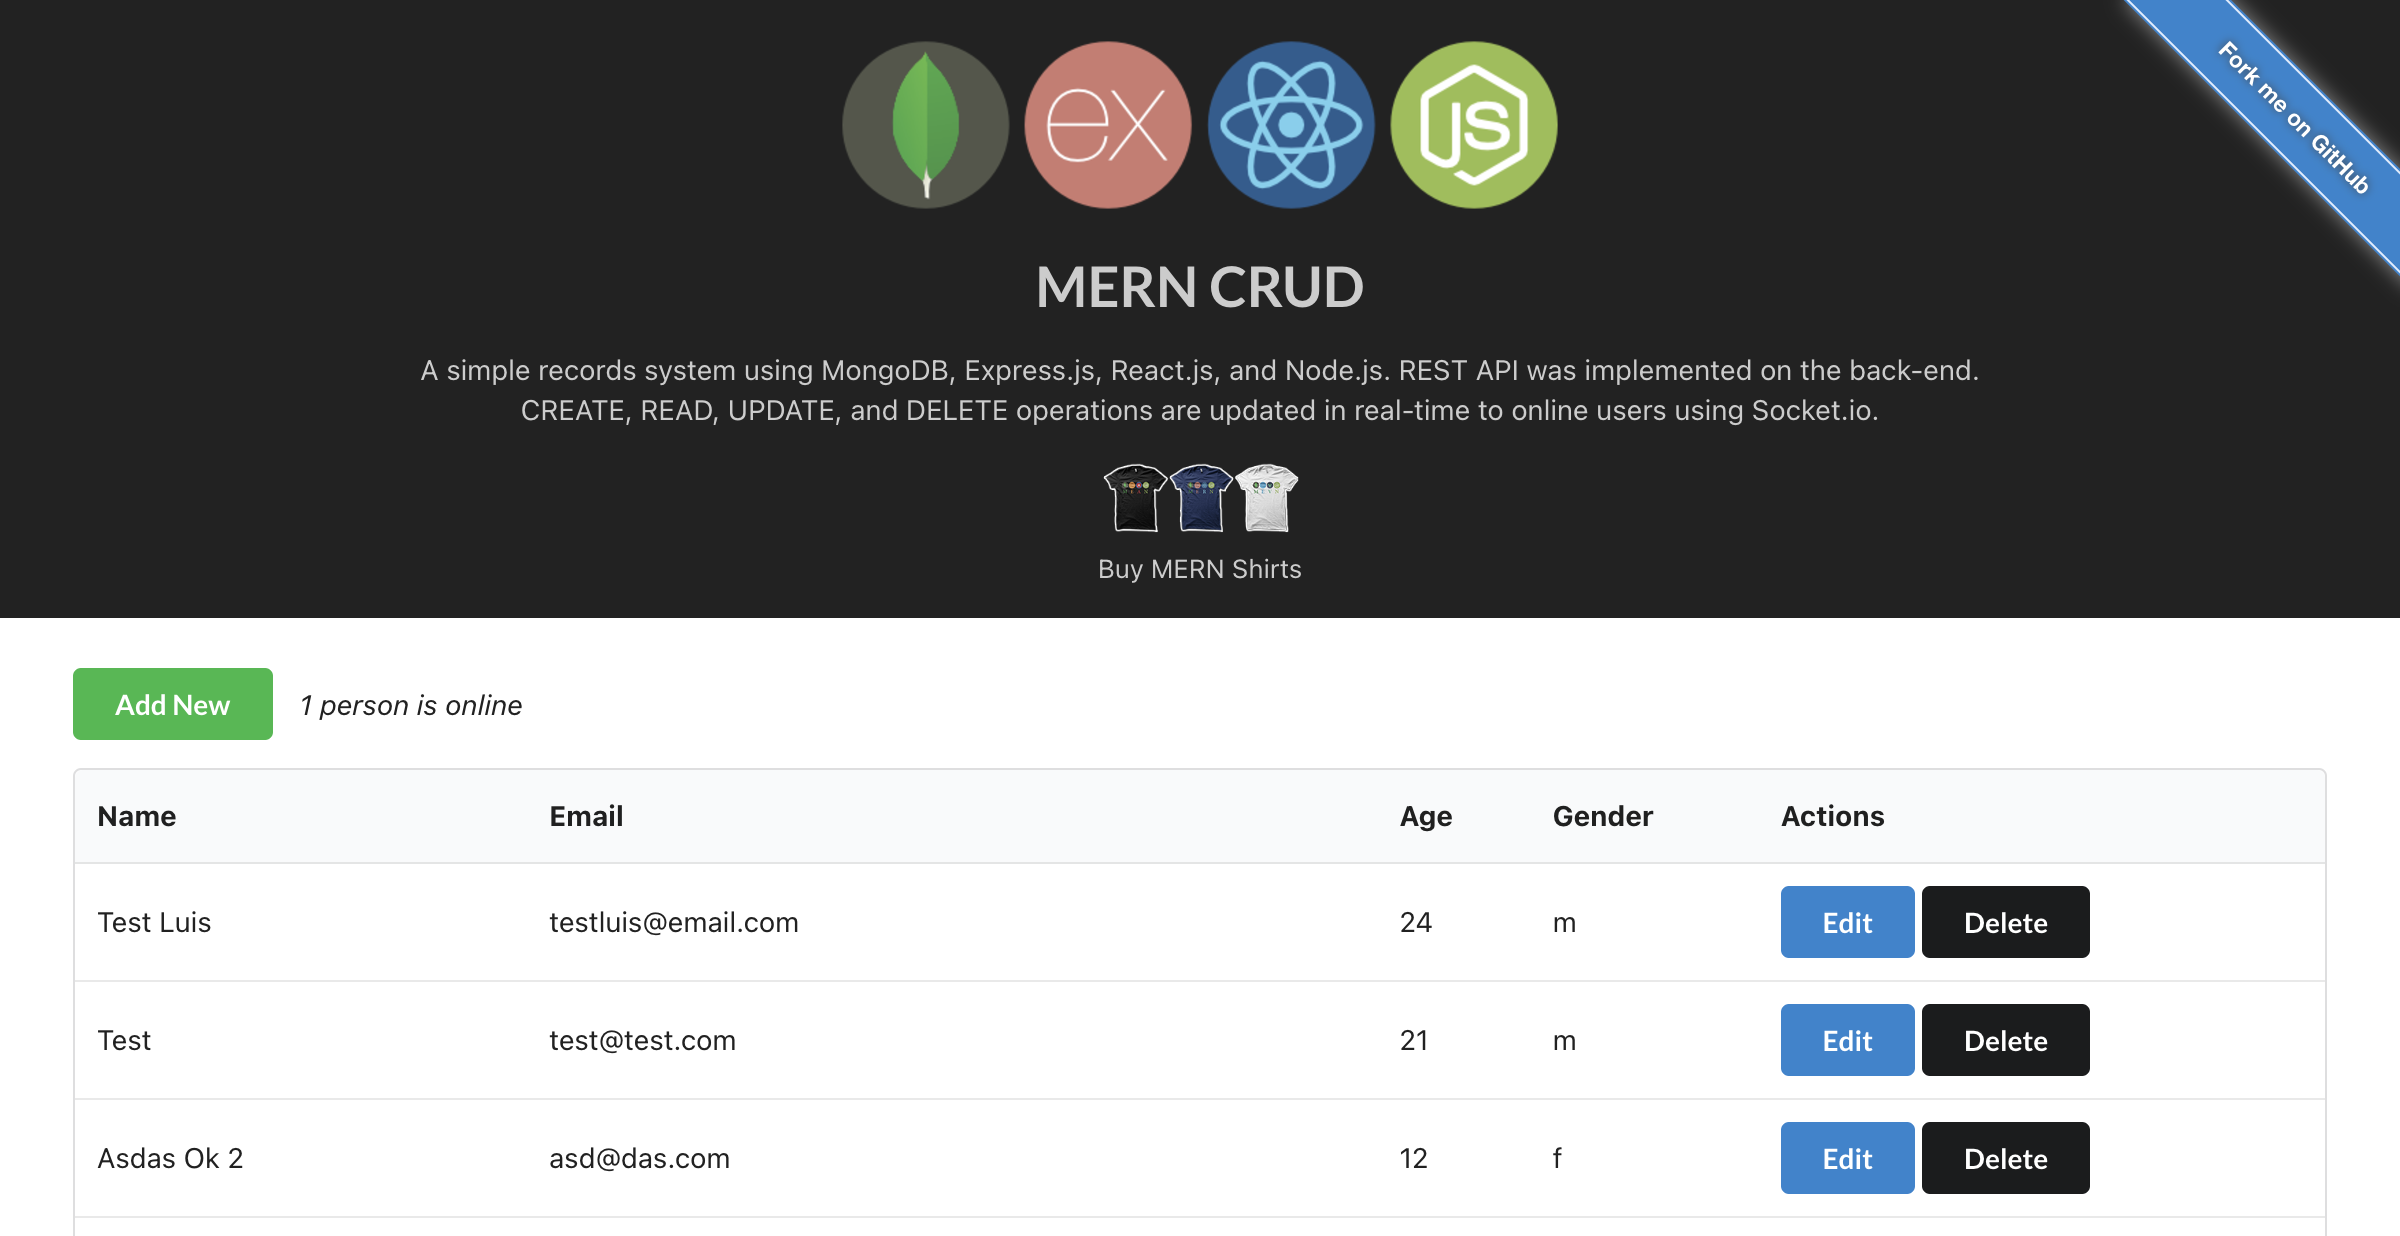 ex
JS
Fork me on GitHub
MERN CRUD
A simple records system using MongoDB, Express.js, React.js, and Node.js. REST API was implemented on the back-end.
CREATE, READ, UPDATE, and DELETE operations are updated in real-time to online users using Socket.io.
Buy MERN Shirts
Add New 1 person is online
Name Email Age Gender Actions
Test Luis testluis@email.com 24 m Edit Delete
Test test@test.com 21 m Edit Delete
Asdas Ok 2 asd@das.com 12 f Edit Delete